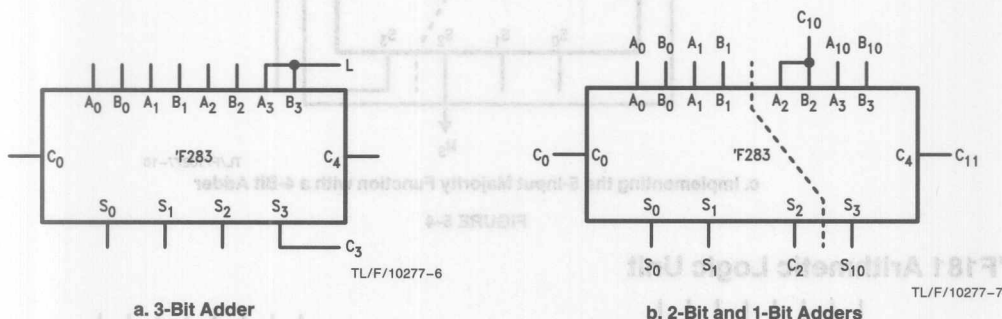 C10
A0 B0 A1 B1 A10 B10
L
A0 B0 A1 B1 A2 B2 A3 B3
A0 B0 A1 B1 A2 B2 A3 B3
C0 'F283 C4
C0 C0 'F283 C4 C11
S0 S1 S2 S3
S0 S1 S2 S3
C3
S0 S1 C2 S10
TL/F/10277-6
TL/F/10277-7
a. 3-Bit Adder
b. 2-Bit and 1-Bit Adders
c. Implementing the 5-Input Majority Function with a 4-Bit Adder
FIGURE 5-4
'F181 Arithmetic Logic Unit